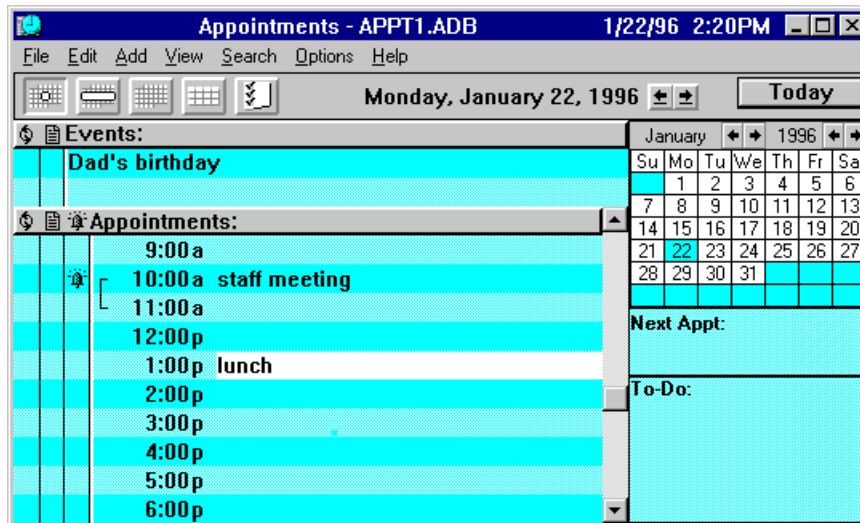 Appointments - APPT1.ADB 1/22/96 2:20PM
File Edit Add View Search Options Help
Monday, January 22, 1996 Today
Events:
Dad's birthday
Appointments:
9:00a
10:00a staff meeting
11:00a
12:00p
1:00p lunch
2:00p
3:00p
4:00p
5:00p
6:00p
January 1996
Su Mo Tu We Th Fr Sa
1 2 3 4 5 6
7 8 9 10 11 12 13
14 15 16 17 18 19 20
21 22 23 24 25 26 27
28 29 30 31
Next Appt:
To-Do: